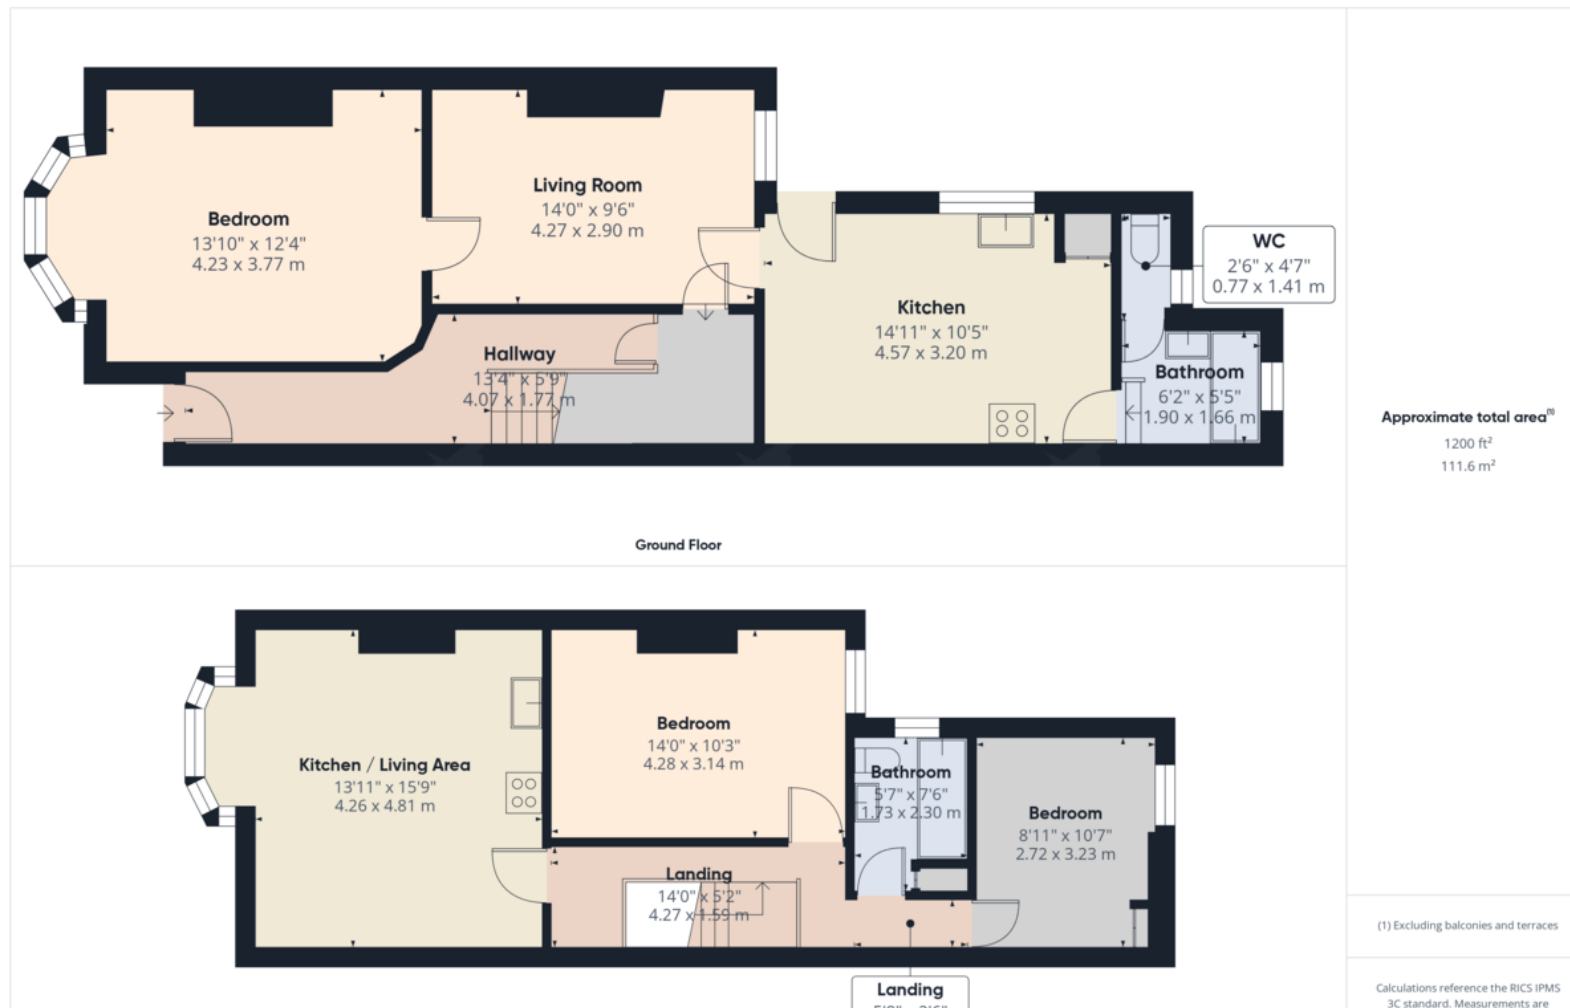 Bedroom
13'10" x 12'4"
4.23 x 3.77 m
Living Room
14'0" x 9'6"
4.27 x 2.90 m
Hallway
13'4" x 5'9"
4.07 x 1.77 m
Kitchen
14'11" x 10'5"
4.57 x 3.20 m
WC
2'6" x 4'7"
0.77 x 1.41 m
Bathroom
6'2" x 5'5"
1.90 x 1.66 m
Ground Floor
Kitchen / Living Area
13'11" x 15'9"
4.26 x 4.81 m
Bedroom
14'0" x 10'3"
4.28 x 3.14 m
Landing
14'0" x 5'2"
4.27 x 1.59 m
Bathroom
5'7" x 7'6"
1.73 x 2.30 m
Bedroom
8'11" x 10'7"
2.72 x 3.23 m
Landing
Approximate total area(1)
1200 ft²
111.6 m²
(1) Excluding balconies and terraces
Calculations reference the RICS IPMS
3C standard. Measurements are